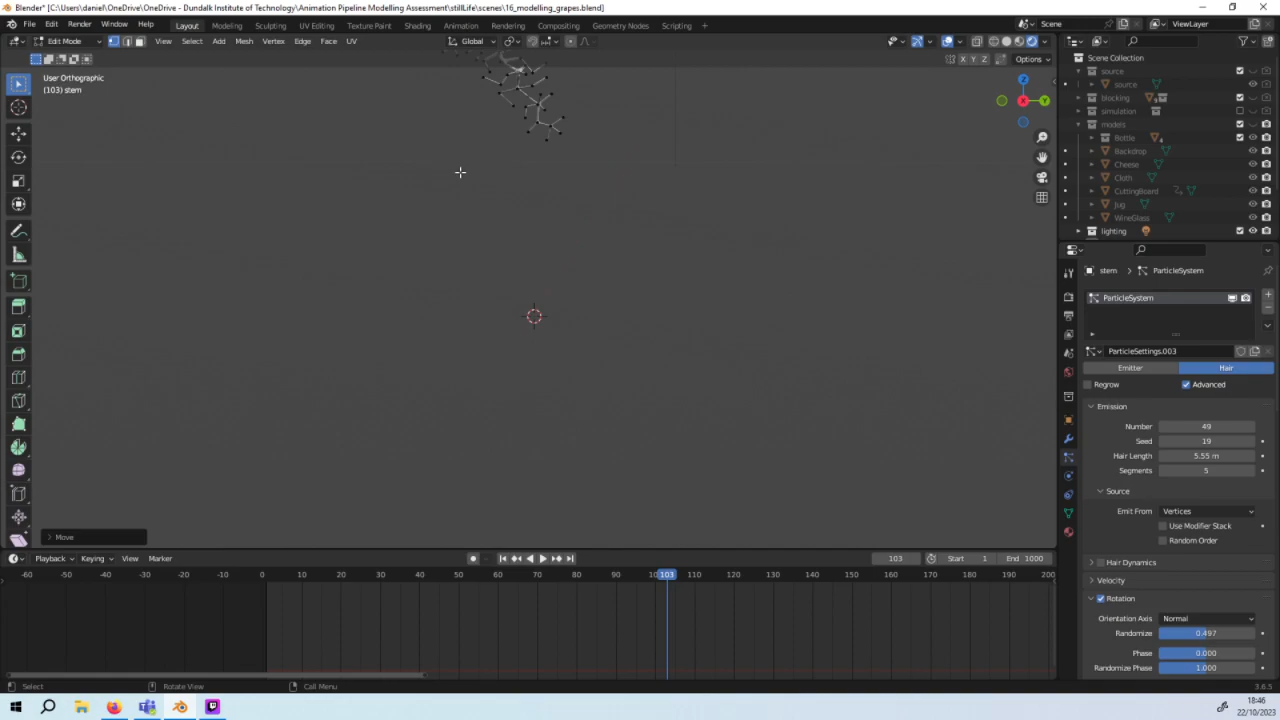 Blender* [C:\Users\daniel\OneDrive\OneDrive - Dundalk Institute of Technology\Animation Pipeline Modelling Assessment\stillLife\scenes\16_modelling_grapes.blend]
File Edit Render Window Help Layout Modeling Sculpting UV Editing Texture Paint Shading Animation Rendering Compositing Geometry Nodes Scripting Scene ViewLayer
Edit Mode View Select Add Mesh Vertex Edge Face UV Global
X Y Z Options
User Orthographic
(103) stem
Z
X Y
Scene Collection
source
source
blocking
simulation
models
Bottle
Backdrop
Cheese
Cloth
CuttingBoard
Jug
WineGlass
lighting
stem > ParticleSystem
ParticleSystem
ParticleSettings.003
Emitter Hair
Regrow Advanced
Emission
Number 49
Seed 19
Hair Length 5.55 m
Segments 5
Source
Emit From Vertices
Use Modifier Stack
Random Order
Hair Dynamics
Velocity
Rotation
Orientation Axis Normal
Randomize 0.497
Phase 0.000
Randomize Phase 1.000
> Move
Playback Keying View Marker 103 Start 1 End 1000
-60 -50 -40 -30 -20 -10 0 10 20 30 40 50 60 70 80 90 103 110 120 130 140 150 160 170 180 190 200
Select Rotate View Call Menu 3.6.5
18:46
22/10/2023